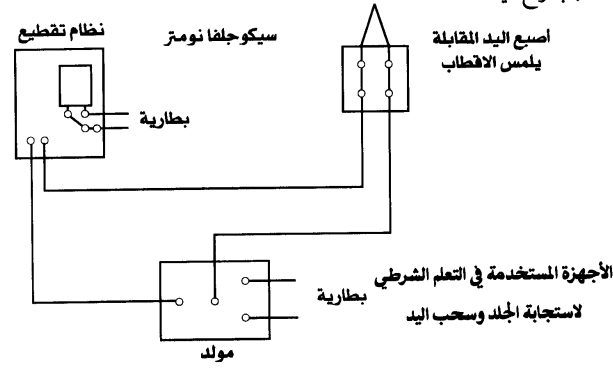 نظام تقطيع
سيكوجلفا نومتر
أصبع اليد المقابلة
يلمس الاقطاب
بطارية
الأجهزة المستخدمة في التعلم الشرطي
بطارية
لاستجابة الجلد وسحب اليد
مولد